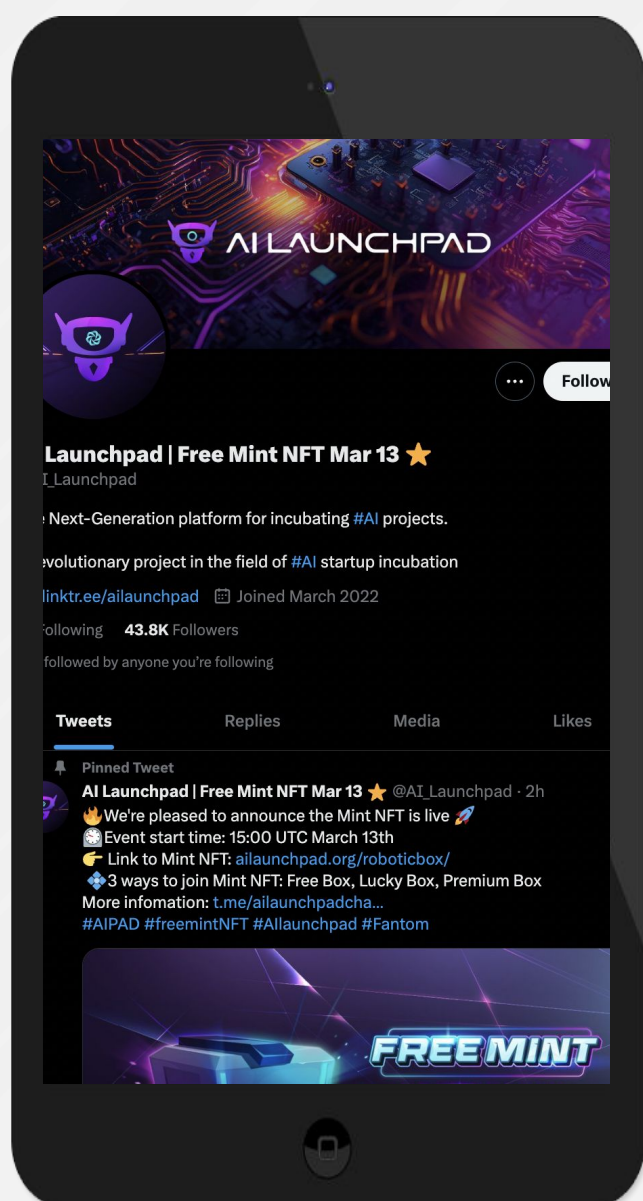 AI LAUNCHPAD
Follow
Launchpad | Free Mint NFT Mar 13 ⭐
I_Launchpad
Next-Generation platform for incubating #AI projects.
evolutionary project in the field of #AI startup incubation
linktr.ee/ailaunchpad Joined March 2022
Following 43.8K Followers
followed by anyone you're following
Tweets Replies Media Likes
Pinned Tweet
AI Launchpad | Free Mint NFT Mar 13 ⭐ @AI_Launchpad · 2h
🔥We're pleased to announce the Mint NFT is live 🚀
🕙Event start time: 15:00 UTC March 13th
👉 Link to Mint NFT: ailaunchpad.org/roboticbox/
💠3 ways to join Mint NFT: Free Box, Lucky Box, Premium Box
More infomation: t.me/ailaunchpadcha...
#AIPAD #freemintNFT #AIlaunchpad #Fantom
FREE MINT